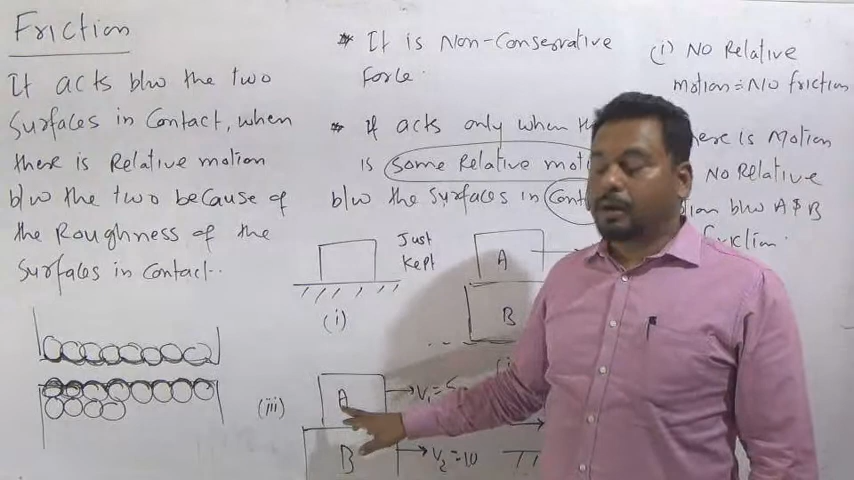 Friction
It acts b/w the two
Surfaces in Contact, when
there is Relative motion
b/w the two because of
the Roughness of the
Surfaces in Contact..
* It is Non-Conservative
Force.
* It acts only when
is some Relative
b/w the Surfaces in
(i) No Relative
motion = No friction
is Motion
No Relative
b/w A & B
Just
Kept
(i)
A
B
(iii)
A
V₁ =
B
V₂ = 10